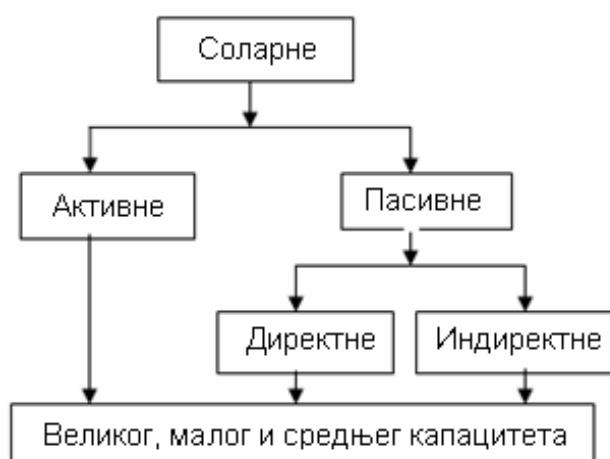 Соларне
Активне
Пасивне
Директне
Индиректне
Великог, малог и средњег капацитета